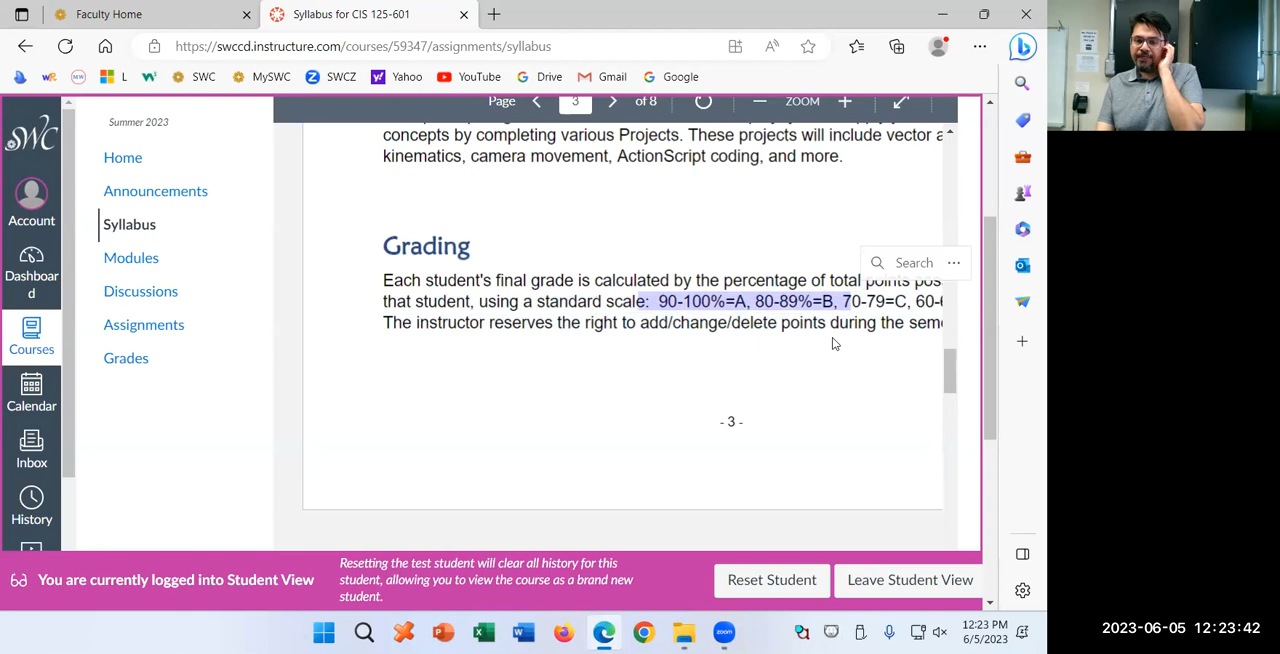 Faculty Home
Syllabus for CIS 125-601
https://swccd.instructure.com/courses/59347/assignments/syllabus
L
SWC
MySWC
SWCZ
Yahoo
YouTube
Drive
Gmail
Google
SWC
Account
Dashboar
d
Courses
Calendar
Inbox
History
Summer 2023
Home
Announcements
Syllabus
Modules
Discussions
Assignments
Grades
Page 3 of 8 ZOOM
concepts by completing various Projects. These projects will include vector a
kinematics, camera movement, ActionScript coding, and more.
Grading
Search
Each student's final grade is calculated by the percentage of total points pos
that student, using a standard scale: 90-100%=A, 80-89%=B, 70-79=C, 60-6
The instructor reserves the right to add/change/delete points during the seme
- 3 -
You are currently logged into Student View
Resetting the test student will clear all history for this
student, allowing you to view the course as a brand new
student.
Reset Student
Leave Student View
zoom
12:23 PM
6/5/2023
2023-06-05 12:23:42